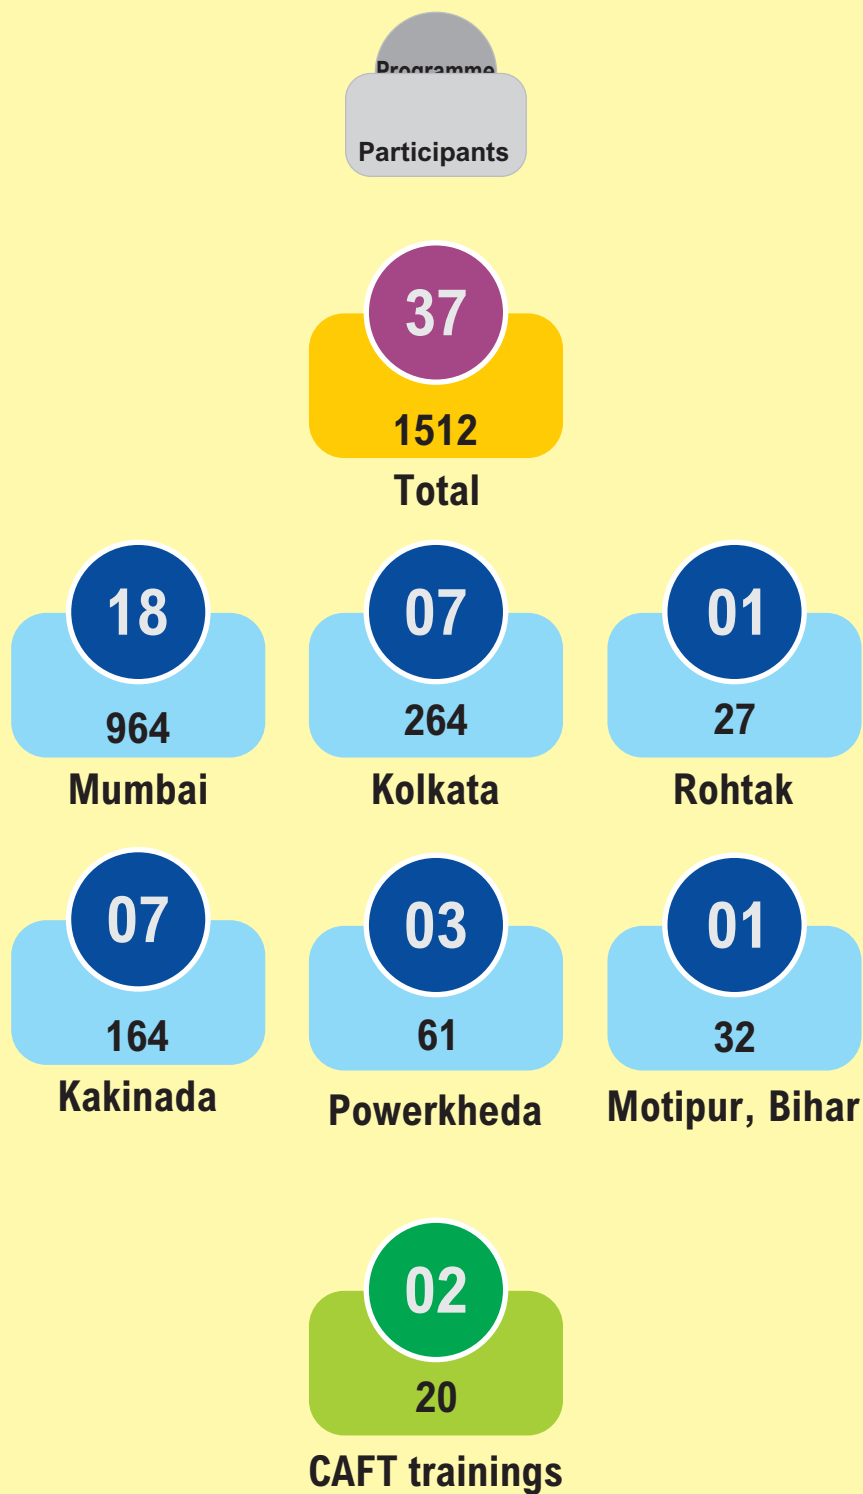 Programme
Participants
37
1512
Total
18
07
01
964
264
27
Mumbai
Kolkata
Rohtak
07
03
01
164
61
32
Kakinada
Powerkheda
Motipur, Bihar
02
20
CAFT trainings